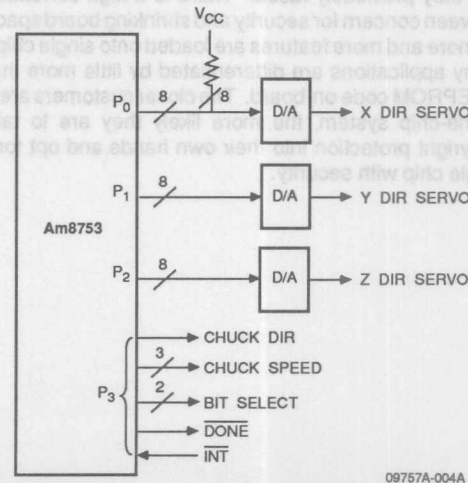 VCC
P0
8
8
D/A
X DIR SERVO
P1
8
D/A
Y DIR SERVO
Am8753
P2
8
D/A
Z DIR SERVO
CHUCK DIR
3
CHUCK SPEED
P3
2
BIT SELECT
DONE
INT
09757A-004A